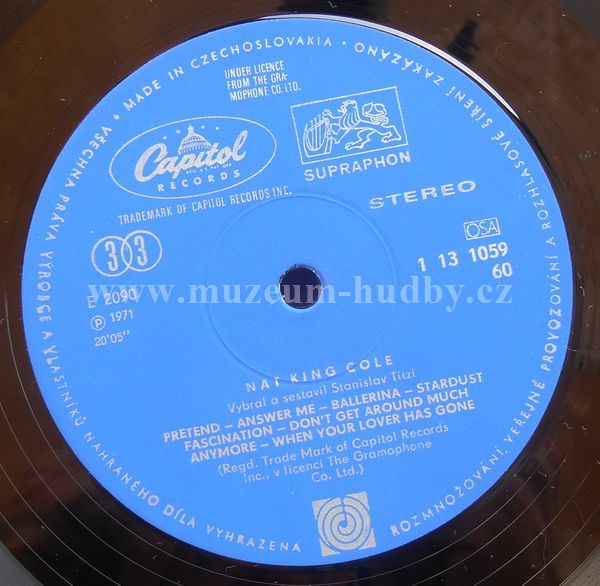 • MADE IN CZECHOSLOVAKIA • VŠECHNA PRÁVA VÝROBCE A VLASTNÍKŮ NAHRANÉHO DÍLA VYHRAZENA
ROZMNOŽOVÁNÍ, VEŘEJNÉ PROVOZOVÁNÍ A ROZHLASOVÉ ŠÍŘENÍ ZAKÁZÁNO
UNDER LICENCE
FROM THE GRA-
MOPHONE CO. LTD.
Capitol
RECORDS
TRADEMARK OF CAPITOL RECORDS INC.
SUPRAPHON
STEREO
33
OSA
1 13 1059
60
E 2090
Ⓟ 1971
20'05''
www.muzeum-hudby.cz
NAT KING COLE
Vybral a sestavil Stanislav Titzl
PRETEND – ANSWER ME – BALLERINA – STARDUST
FASCINATION – DON'T GET AROUND MUCH
ANYMORE – WHEN YOUR LOVER HAS GONE
(Regd. Trade Mark of Capitol Records
Inc., v licenci The Gramophone
Co. Ltd.)